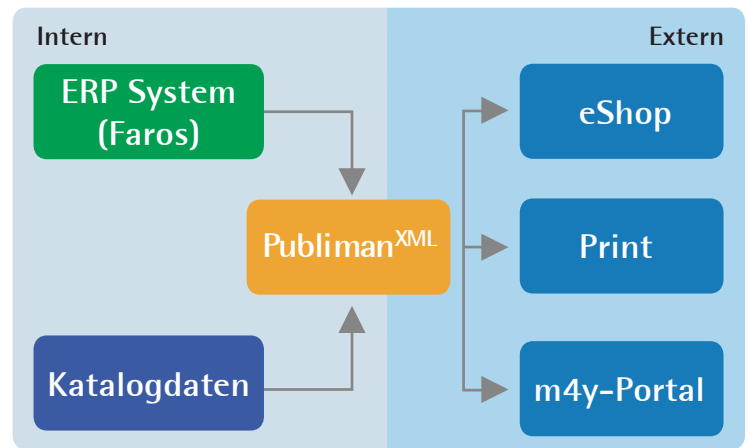 Intern
Extern
ERP System
(Faros)
eShop
PublimanXML
Print
Katalogdaten
m4y-Portal